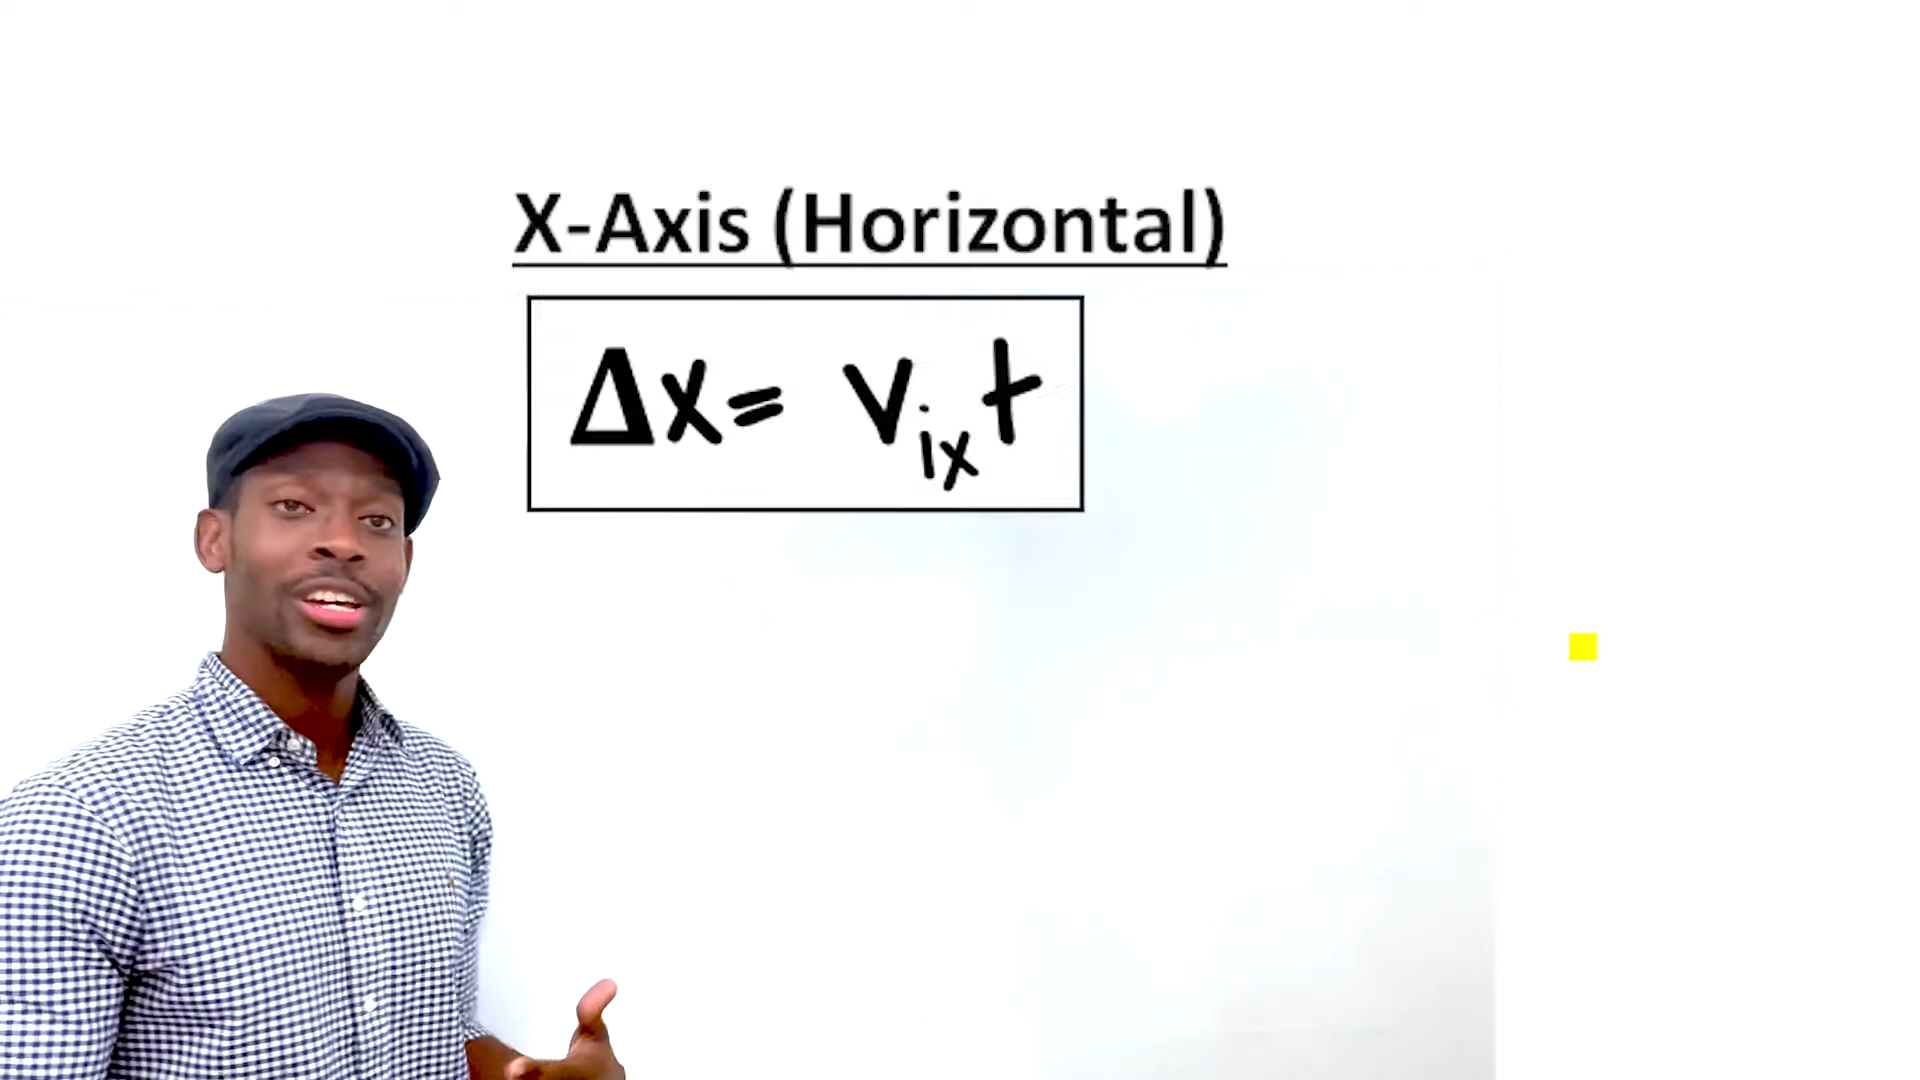 X-Axis (Horizontal)
Δx= v_ix t